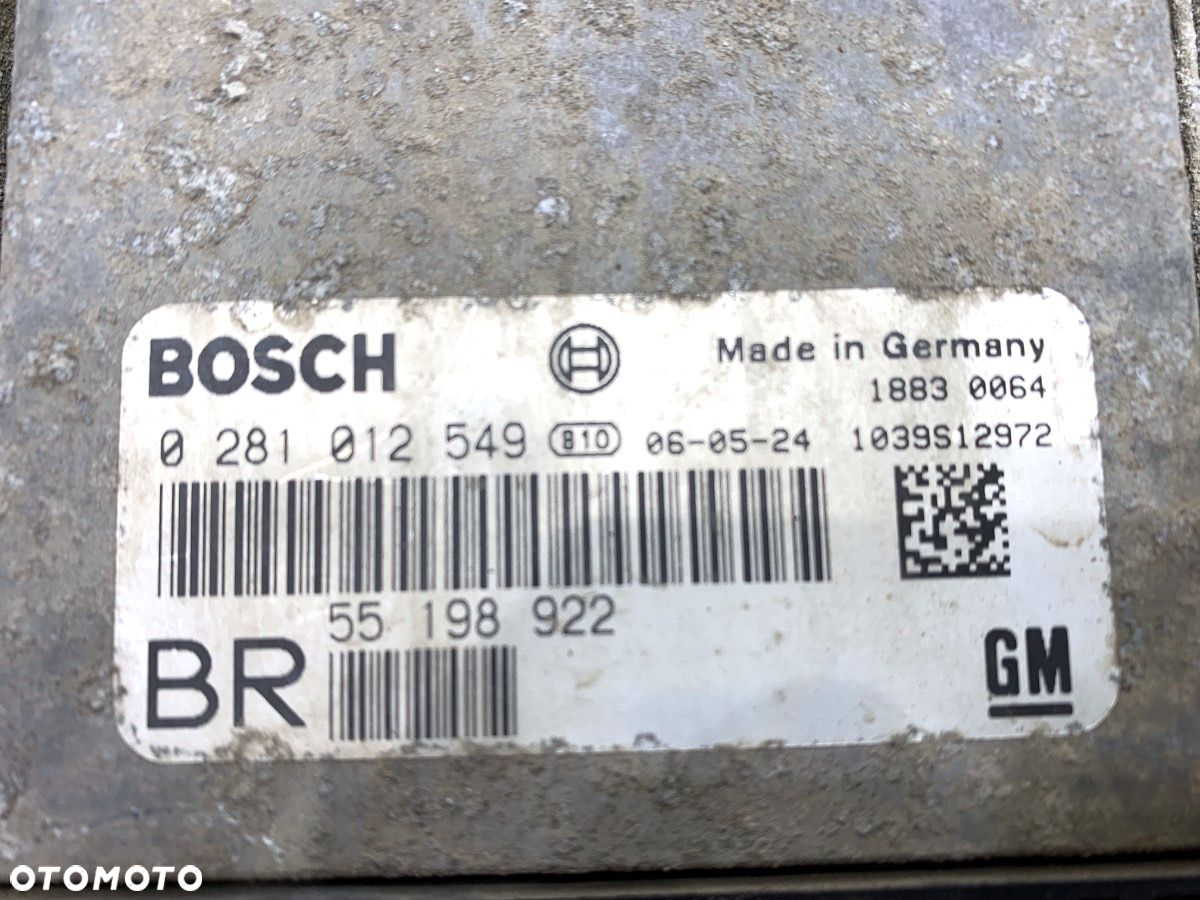 BOSCH
Made in Germany
1883 0064
0 281 012 549 B10 06-05-24 1039S12972
55 198 922
BR
GM
OTOMOTO